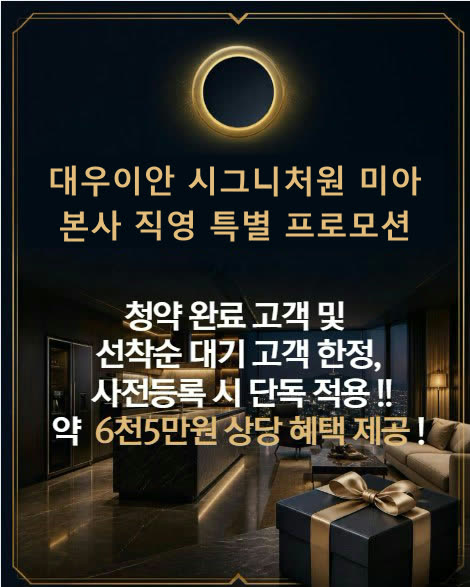 대우이안 시그니처원 미아
본사 직영 특별 프로모션
청약 완료 고객 및
선착순 대기 고객 한정,
사전등록 시 단독 적용 !!
약 6천5만원 상당 혜택 제공 !